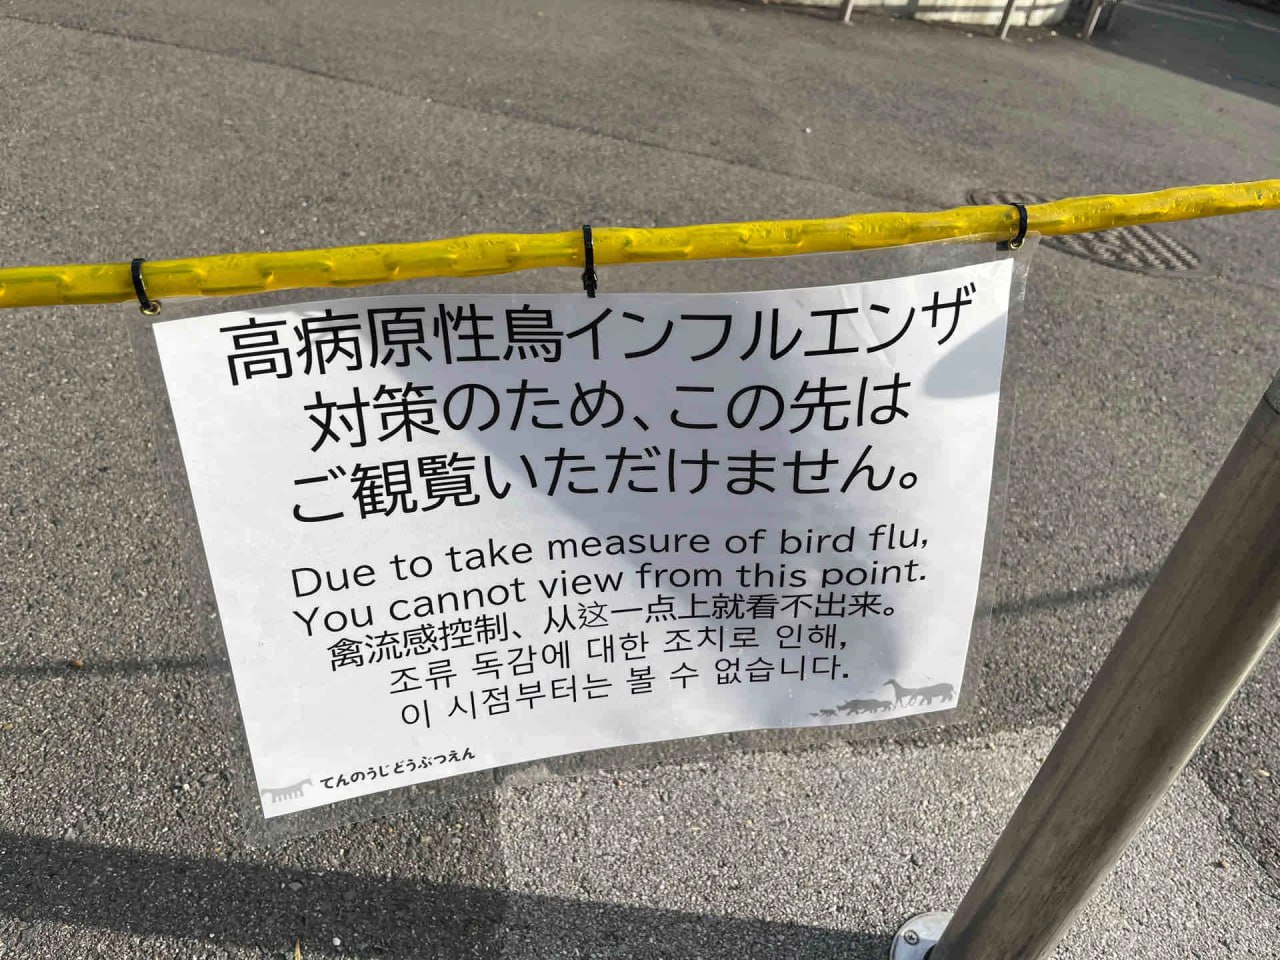 高病原性鳥インフルエンザ
対策のため、この先は
ご観覧いただけません。
Due to take measure of bird flu,
You cannot view from this point.
禽流感控制、从这一点上就看不出来。
조류 독감에 대한 조치로 인해,
이 시점부터는 볼 수 없습니다.
てんのうじどうぶつえん